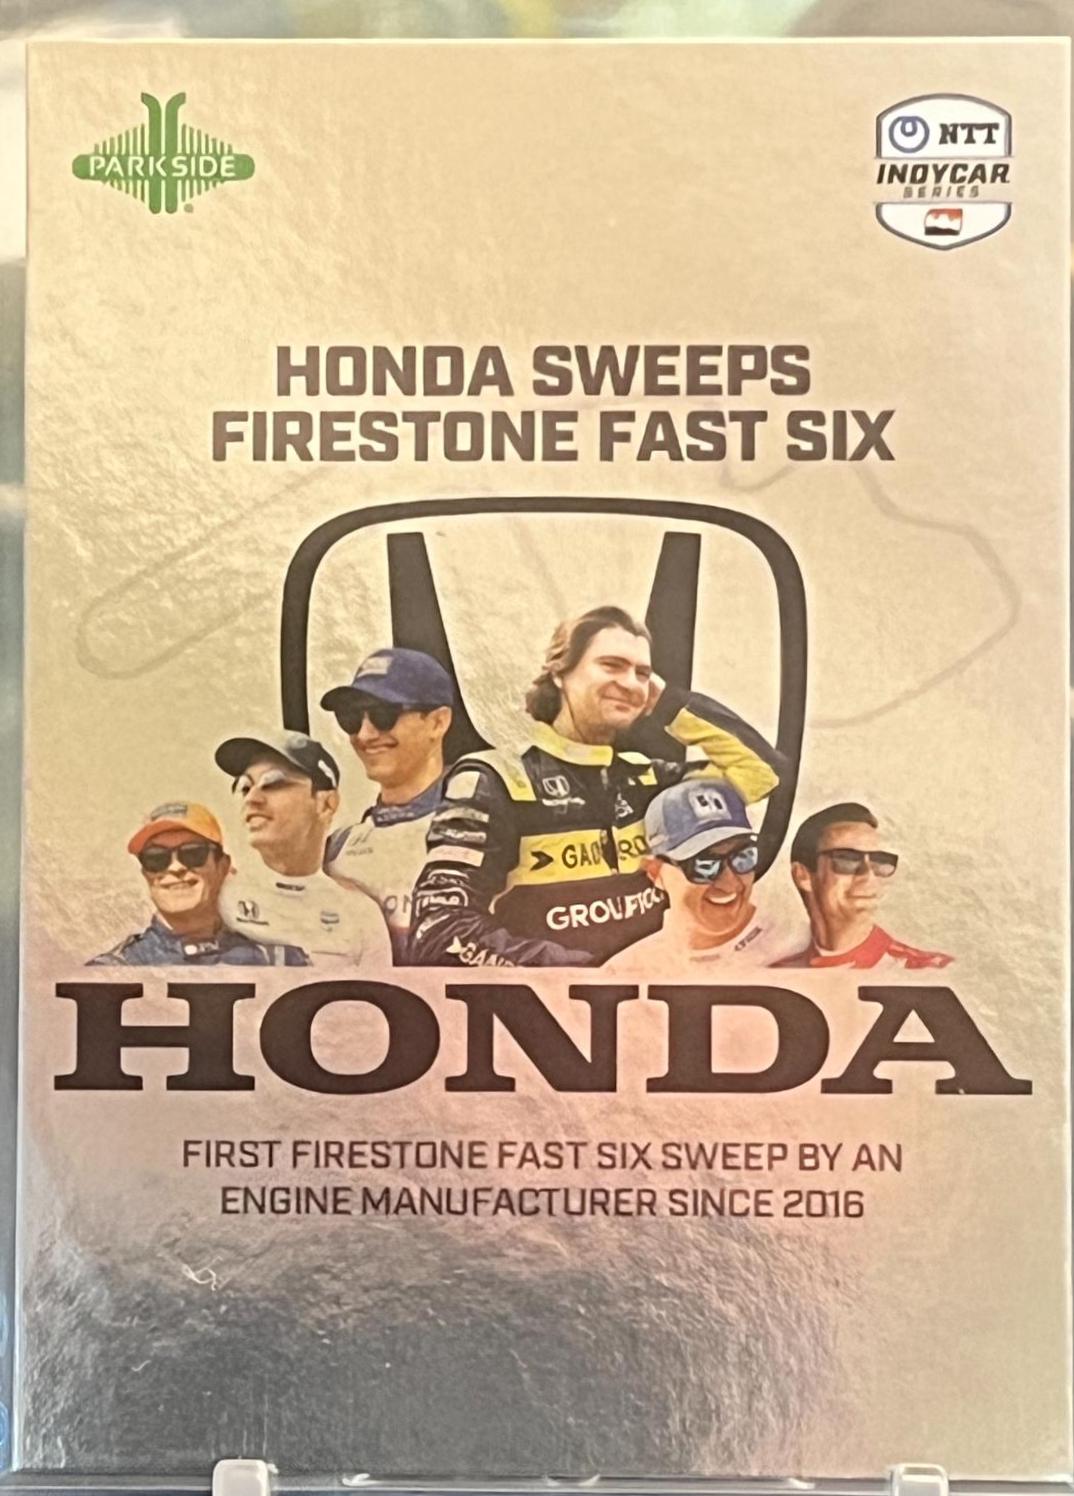 PARKSIDE
NTT
INDYCAR
SERIES
HONDA SWEEPS
FIRESTONE FAST SIX
GROUP
HONDA
FIRST FIRESTONE FAST SIX SWEEP BY AN
ENGINE MANUFACTURER SINCE 2016